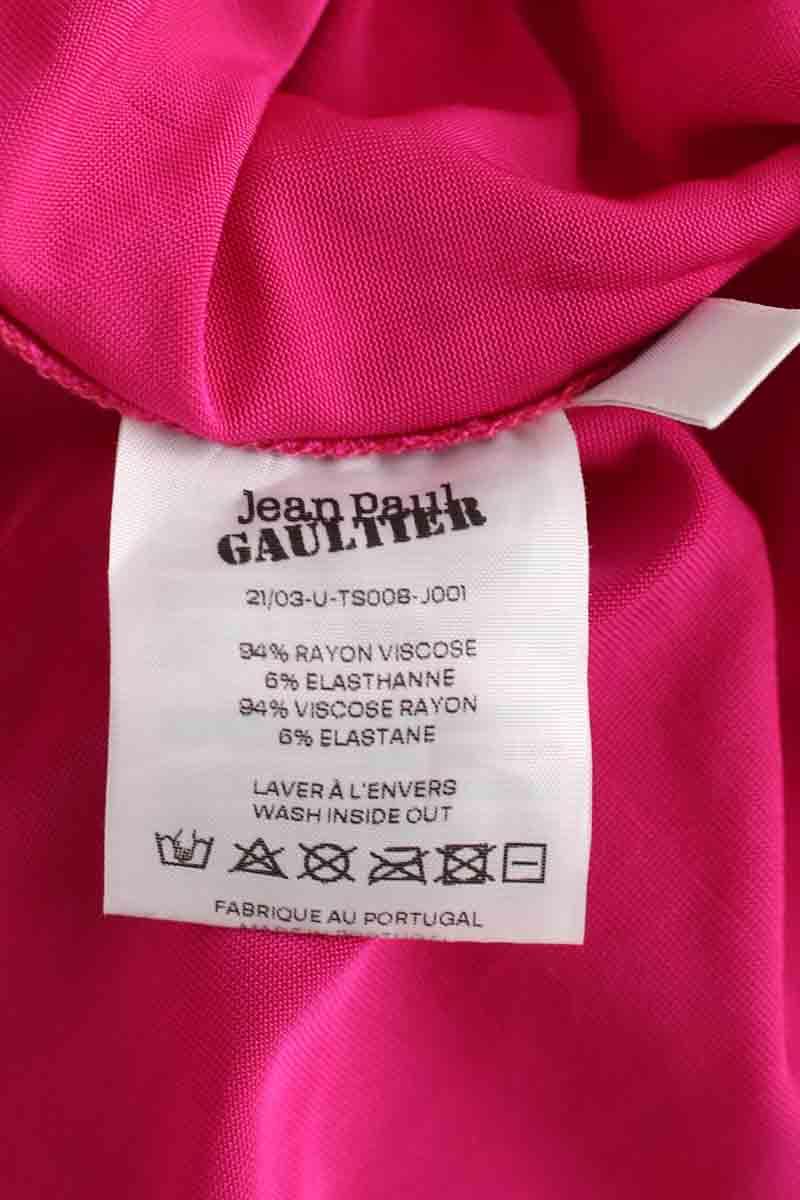 Jean Paul
GAULTIER
21/03-U-TS008-J001
94% RAYON VISCOSE
6% ELASTHANNE
94% VISCOSE RAYON
6% ELASTANE
LAVER À L'ENVERS
WASH INSIDE OUT
FABRIQUE AU PORTUGAL